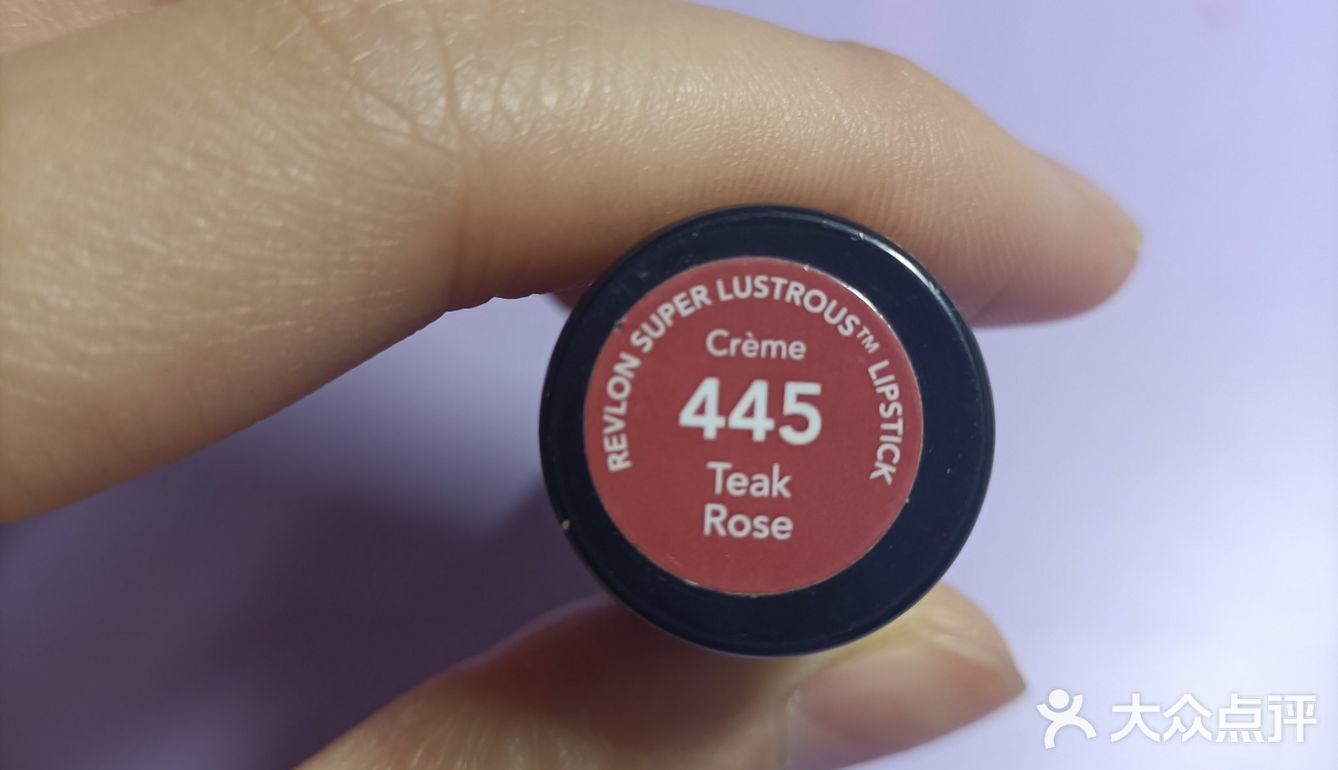 REVLON SUPER LUSTROUS™ LIPSTICK
Crème
445
Teak
Rose
大众点评